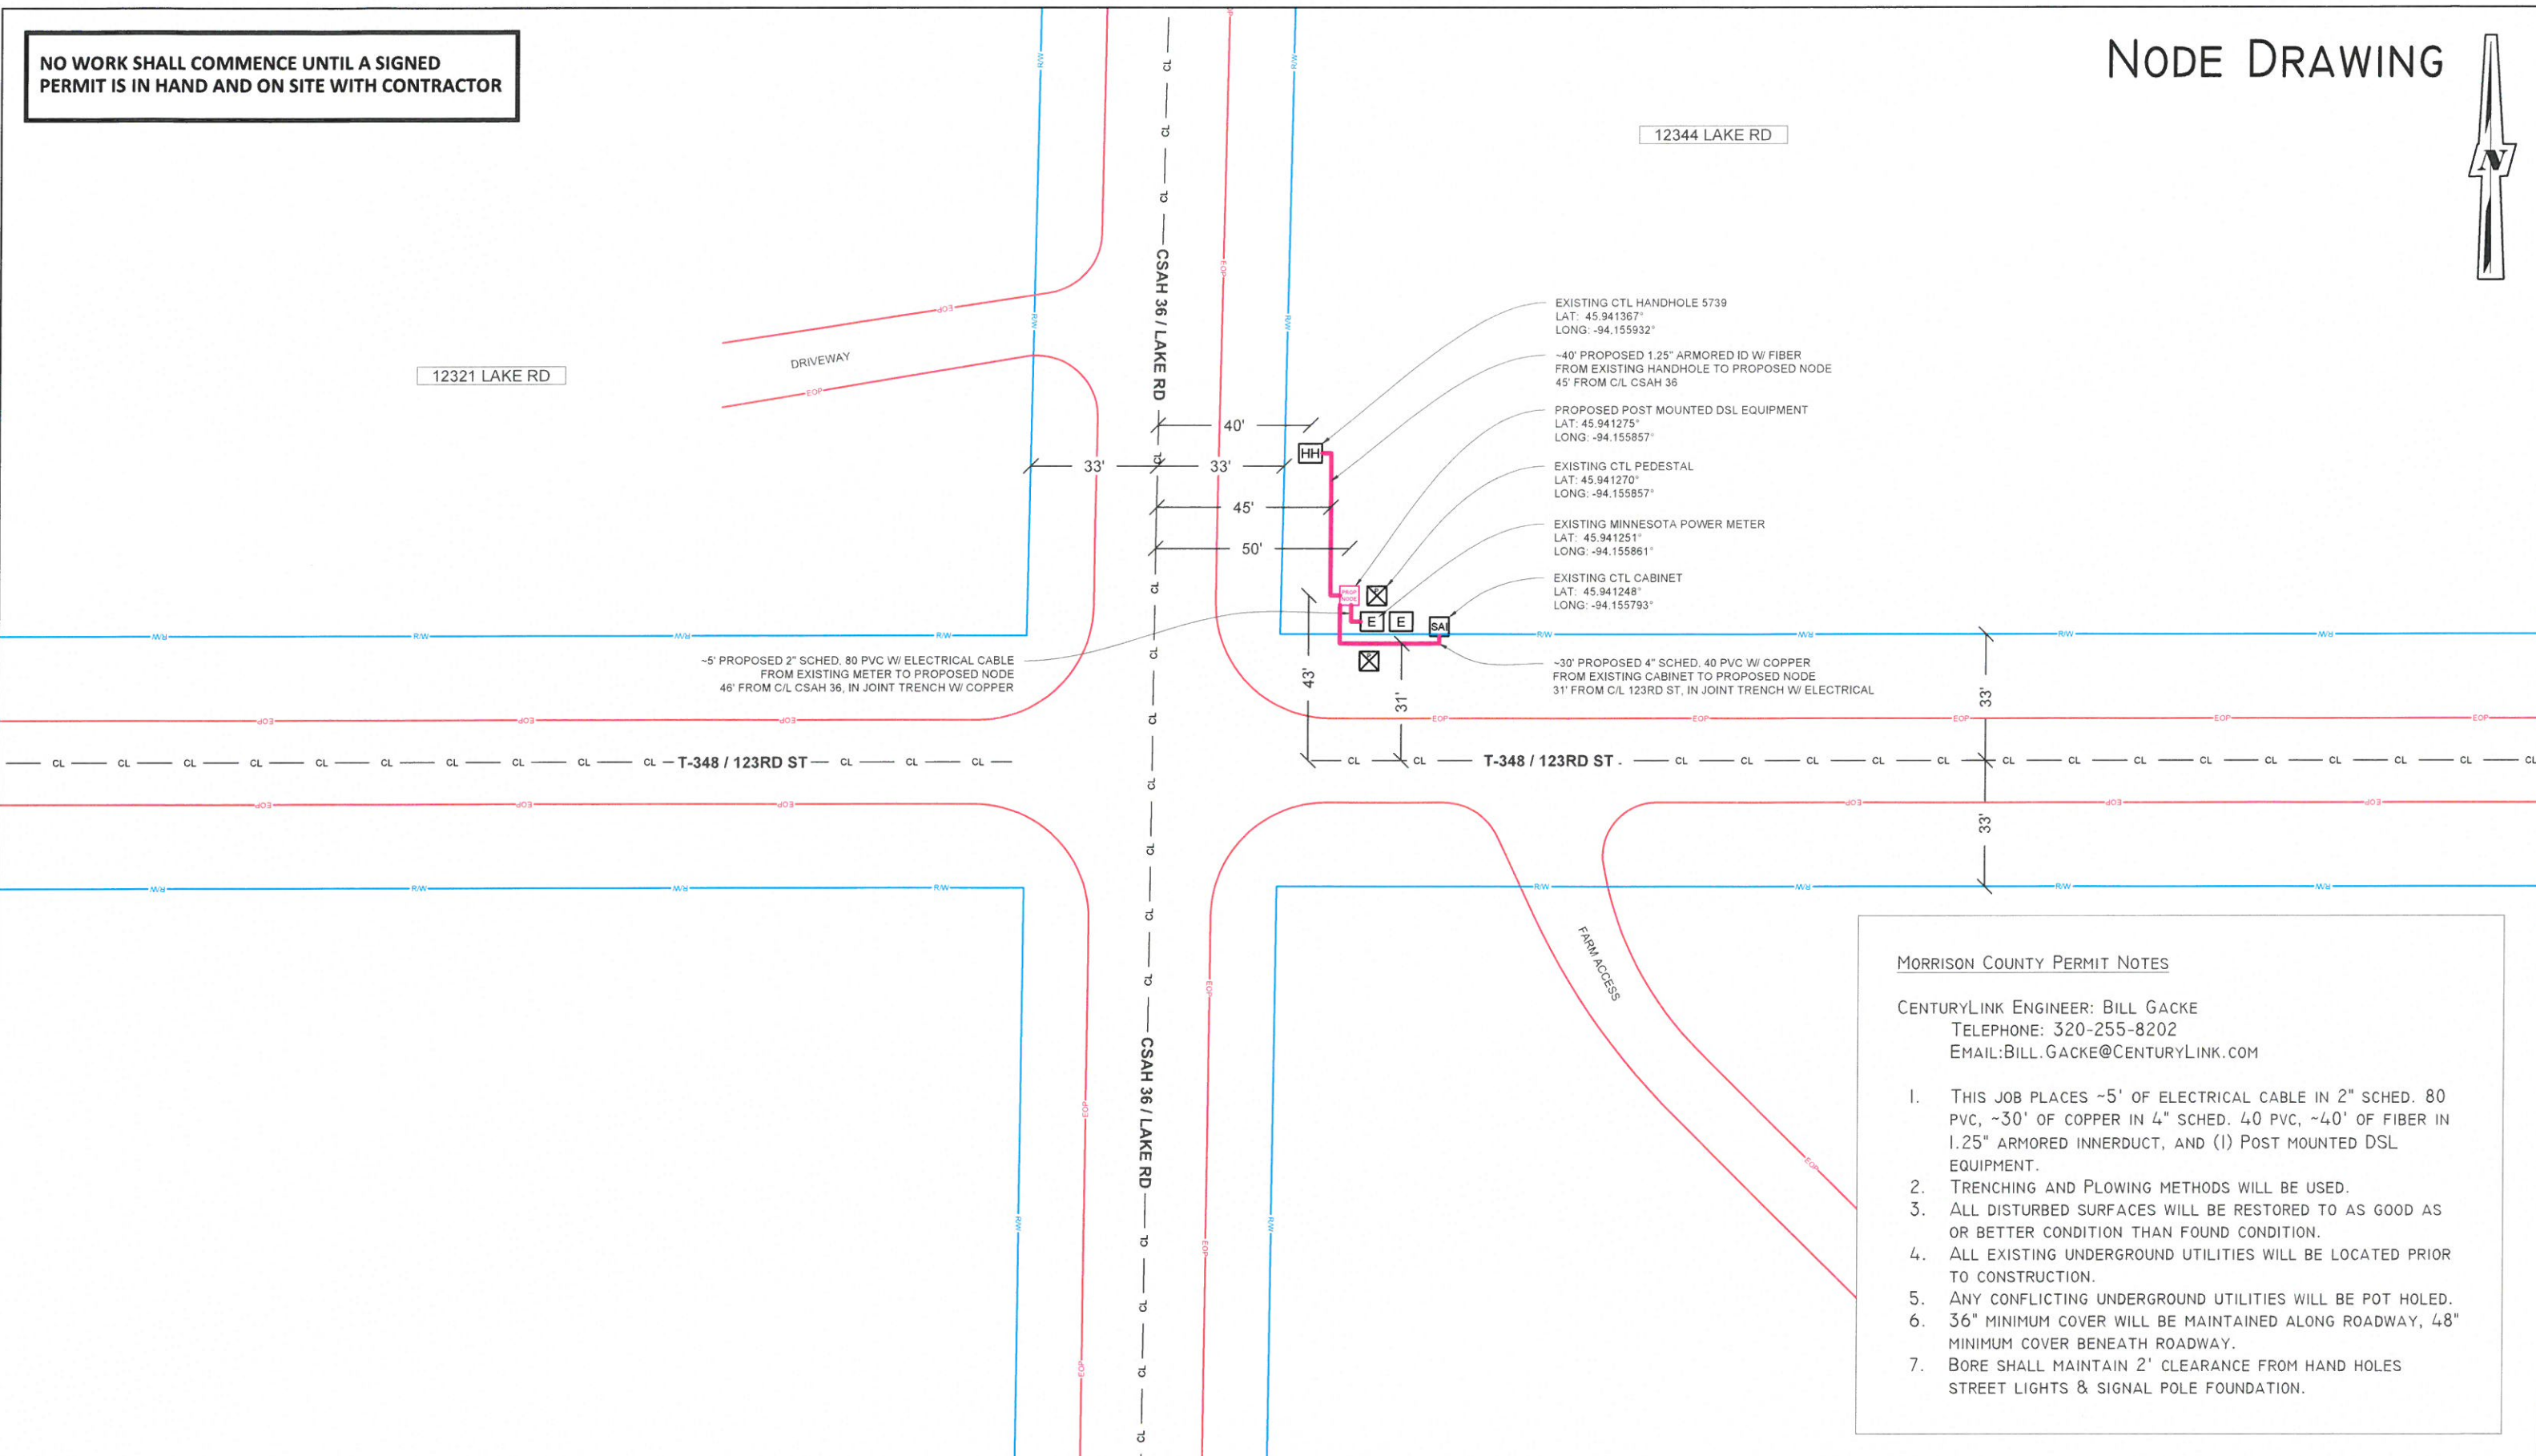 NO WORK SHALL COMMENCE UNTIL A SIGNED
PERMIT IS IN HAND AND ON SITE WITH CONTRACTOR
NODE DRAWING
N
12344 LAKE RD
12321 LAKE RD
DRIVEWAY
CSAH 36 / LAKE RD
EXISTING CTL HANDHOLE 5739
LAT: 45.941367°
LONG: -94.155932°
~40' PROPOSED 1.25" ARMORED ID W/ FIBER
FROM EXISTING HANDHOLE TO PROPOSED NODE
45' FROM C/L CSAH 36
PROPOSED POST MOUNTED DSL EQUIPMENT
LAT: 45.941275°
LONG: -94.155857°
EXISTING CTL PEDESTAL
LAT: 45.941270°
LONG: -94.155857°
EXISTING MINNESOTA POWER METER
LAT: 45.941251°
LONG: -94.155861°
EXISTING CTL CABINET
LAT: 45.941248°
LONG: -94.155793°
40'
33'
33'
45'
50'
HH
PROP
NODE
E
E
SAI
43'
31'
33'
33'
~5' PROPOSED 2" SCHED. 80 PVC W/ ELECTRICAL CABLE
FROM EXISTING METER TO PROPOSED NODE
46' FROM C/L CSAH 36, IN JOINT TRENCH W/ COPPER
~30' PROPOSED 4" SCHED. 40 PVC W/ COPPER
FROM EXISTING CABINET TO PROPOSED NODE
31' FROM C/L 123RD ST, IN JOINT TRENCH W/ ELECTRICAL
R/W
EOP
CL
T-348 / 123RD ST
T-348 / 123RD ST
FARM ACCESS
CSAH 36 / LAKE RD
MORRISON COUNTY PERMIT NOTES
CENTURYLINK ENGINEER: BILL GACKE
TELEPHONE: 320-255-8202
EMAIL:BILL.GACKE@CENTURYLINK.COM
1. THIS JOB PLACES ~5' OF ELECTRICAL CABLE IN 2" SCHED. 80
PVC, ~30' OF COPPER IN 4" SCHED. 40 PVC, ~40' OF FIBER IN
1.25" ARMORED INNERDUCT, AND (1) POST MOUNTED DSL
EQUIPMENT.
2. TRENCHING AND PLOWING METHODS WILL BE USED.
3. ALL DISTURBED SURFACES WILL BE RESTORED TO AS GOOD AS
OR BETTER CONDITION THAN FOUND CONDITION.
4. ALL EXISTING UNDERGROUND UTILITIES WILL BE LOCATED PRIOR
TO CONSTRUCTION.
5. ANY CONFLICTING UNDERGROUND UTILITIES WILL BE POT HOLED.
6. 36" MINIMUM COVER WILL BE MAINTAINED ALONG ROADWAY, 48"
MINIMUM COVER BENEATH ROADWAY.
7. BORE SHALL MAINTAIN 2' CLEARANCE FROM HAND HOLES
STREET LIGHTS & SIGNAL POLE FOUNDATION.